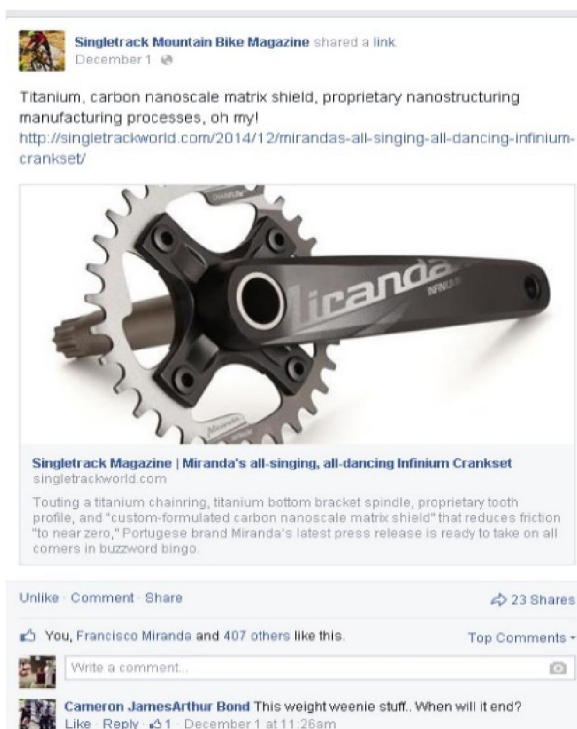 Singletrack Mountain Bike Magazine shared a link.
December 1
Titanium, carbon nanoscale matrix shield, proprietary nanostructuring
manufacturing processes, oh my!
http://singletrackworld.com/2014/12/mirandas-all-singing-all-dancing-infinium-
crankset/
CHAINFLOW
Miranda
INFINIUM
Miranda
Singletrack Magazine | Miranda's all-singing, all-dancing Infinium Crankset
singletrackworld.com
Touting a titanium chainring, titanium bottom bracket spindle, proprietary tooth
profile, and "custom-formulated carbon nanoscale matrix shield" that reduces friction
"to near zero," Portugese brand Miranda's latest press release is ready to take on all
comers in buzzword bingo.
Unlike · Comment · Share
23 Shares
You, Francisco Miranda and 407 others like this.
Top Comments
Write a comment...
Cameron JamesArthur Bond This weight weenie stuff.. When will it end?
Like · Reply · 1 · December 1 at 11:26am